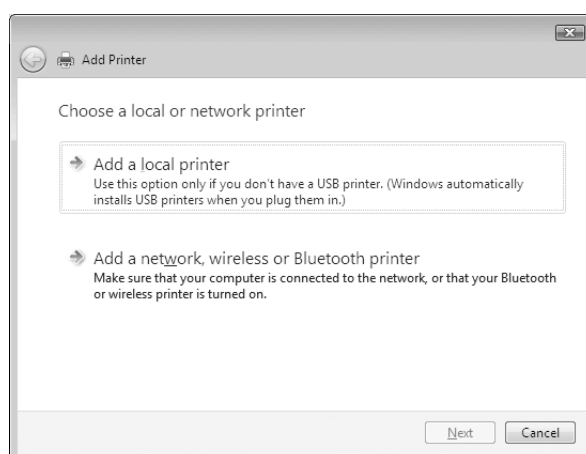 Add Printer
Choose a local or network printer
Add a local printer
Use this option only if you don't have a USB printer. (Windows automatically
installs USB printers when you plug them in.)
Add a network, wireless or Bluetooth printer
Make sure that your computer is connected to the network, or that your Bluetooth
or wireless printer is turned on.
Next Cancel